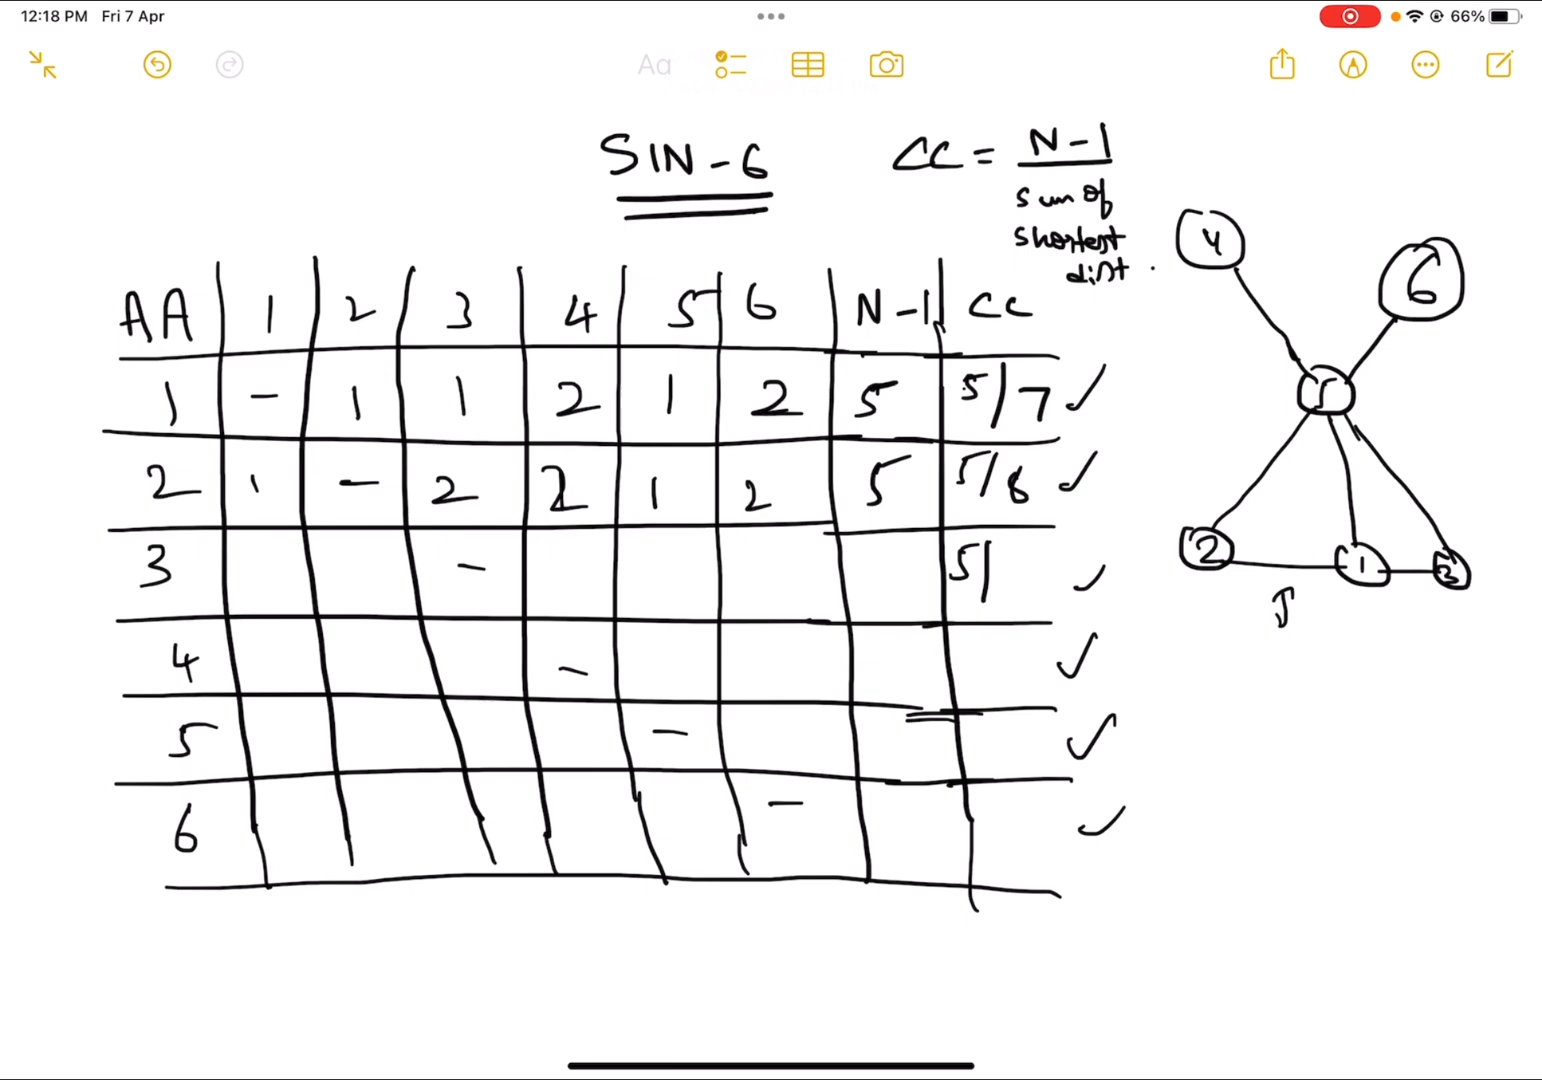 12:18 PM Fri 7 Apr
66%
Aa
SIN-6
CC = N-1
sum of
shortest
dist.
AA 1 2 3 4 5 6 N-1 CC
1 - 1 1 2 1 2 5 5/7 ✓
2 1 - 2 2 1 2 5 5/8 ✓
3 - 5/ ✓
4 - ✓
5 - ✓
6 - ✓
4
6
5
2 1 3